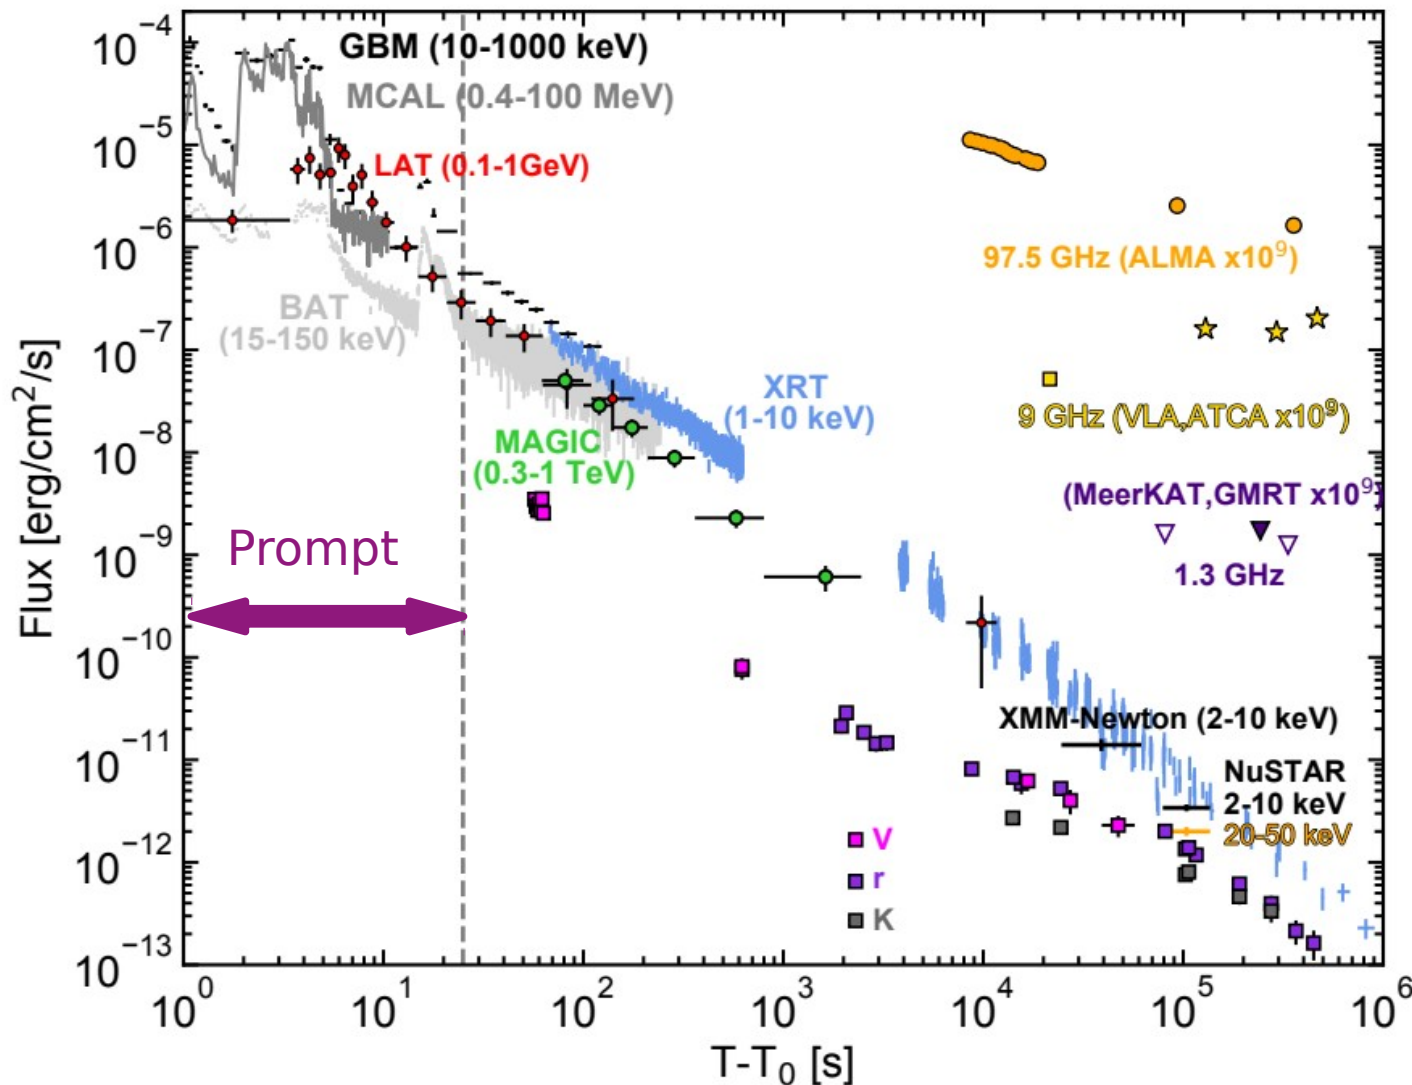 GBM (10-1000 keV)
MCAL (0.4-100 MeV)
LAT (0.1-1GeV)
BAT
(15-150 keV)
XRT
(1-10 keV)
MAGIC
(0.3-1 TeV)
97.5 GHz (ALMA x10⁹)
9 GHz (VLA,ATCA x10⁹)
(MeerKAT,GMRT x10⁹)
1.3 GHz
Prompt
XMM-Newton (2-10 keV)
NuSTAR
2-10 keV
20-50 keV
V
r
K
Flux [erg/cm²/s]
10⁻⁴
10⁻⁵
10⁻⁶
10⁻⁷
10⁻⁸
10⁻⁹
10⁻¹⁰
10⁻¹¹
10⁻¹²
10⁻¹³
10⁰ 10¹ 10² 10³ 10⁴ 10⁵ 10⁶
T-T₀ [s]